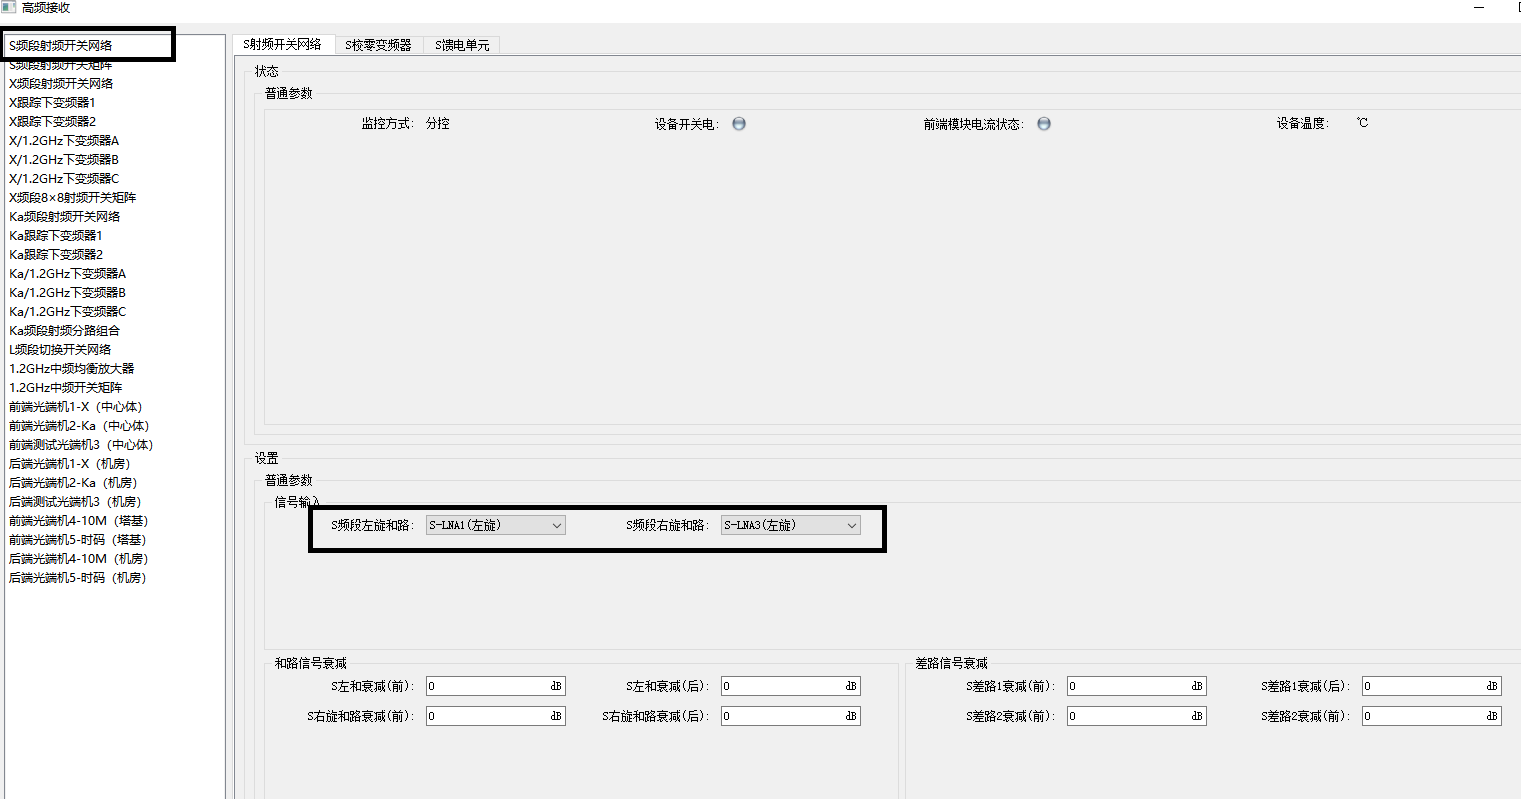 高频接收
S频段射频开关网络
S频段射频开关矩阵
X频段射频开关网络
X跟踪下变频器1
X跟踪下变频器2
X/1.2GHz下变频器A
X/1.2GHz下变频器B
X/1.2GHz下变频器C
X频段8×8射频开关矩阵
Ka频段射频开关网络
Ka跟踪下变频器1
Ka跟踪下变频器2
Ka/1.2GHz下变频器A
Ka/1.2GHz下变频器B
Ka/1.2GHz下变频器C
Ka频段射频分路组合
L频段切换开关网络
1.2GHz中频均衡放大器
1.2GHz中频开关矩阵
前端光端机1-X（中心体）
前端光端机2-Ka（中心体）
前端测试光端机3（中心体）
后端光端机1-X（机房）
后端光端机2-Ka（机房）
后端测试光端机3（机房）
前端光端机4-10M（塔基）
前端光端机5-时码（塔基）
后端光端机4-10M（机房）
后端光端机5-时码（机房）
S射频开关网络 S校零变频器 S馈电单元
状态
普通参数
监控方式: 分控 设备开关电: 前端模块电流状态: 设备温度: ℃
设置
普通参数
信号输入
S频段左旋和路: S-LNA1(左旋) S频段右旋和路: S-LNA3(左旋)
和路信号衰减
S左和衰减(前): 0 dB S左和衰减(后): 0 dB
S右旋和路衰减(前): 0 dB S右旋和路衰减(后): 0 dB
差路信号衰减
S差路1衰减(前): 0 dB S差路1衰减(后): 0 dB
S差路2衰减(前): 0 dB S差路2衰减(前): 0 dB